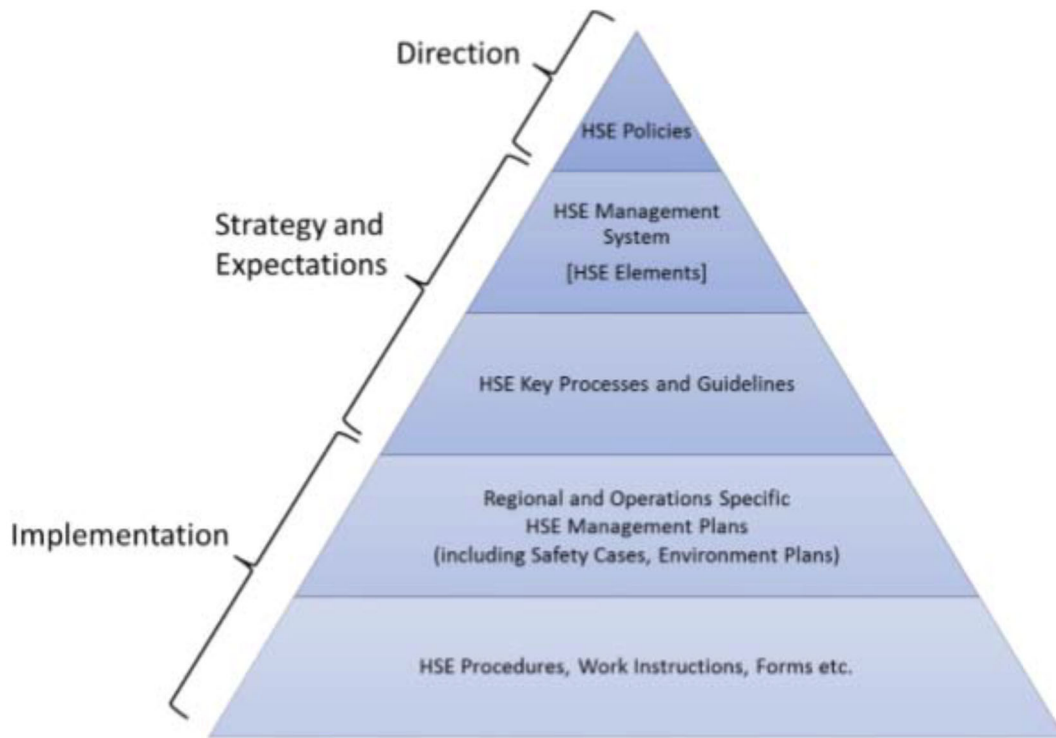 Direction
HSE Policies
Strategy and
Expectations
HSE Management
System
[HSE Elements]
HSE Key Processes and Guidelines
Implementation
Regional and Operations Specific
HSE Management Plans
(including Safety Cases, Environment Plans)
HSE Procedures, Work Instructions, Forms etc.